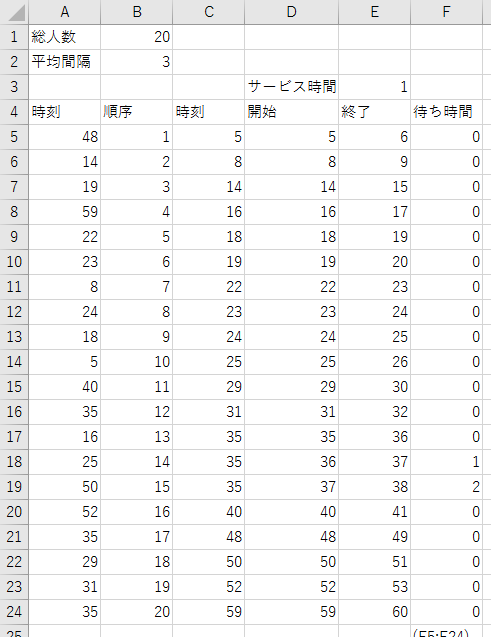 A B C D E F
1 総人数 20
2 平均間隔 3
3 サービス時間 1
4 時刻 順序 時刻 開始 終了 待ち時間
5 48 1 5 5 6 0
6 14 2 8 8 9 0
7 19 3 14 14 15 0
8 59 4 16 16 17 0
9 22 5 18 18 19 0
10 23 6 19 19 20 0
11 8 7 22 22 23 0
12 24 8 23 23 24 0
13 18 9 24 24 25 0
14 5 10 25 25 26 0
15 40 11 29 29 30 0
16 35 12 31 31 32 0
17 16 13 35 35 36 0
18 25 14 35 36 37 1
19 50 15 35 37 38 2
20 52 16 40 40 41 0
21 35 17 48 48 49 0
22 29 18 50 50 51 0
23 31 19 52 52 53 0
24 35 20 59 59 60 0
25 (F5:F24)